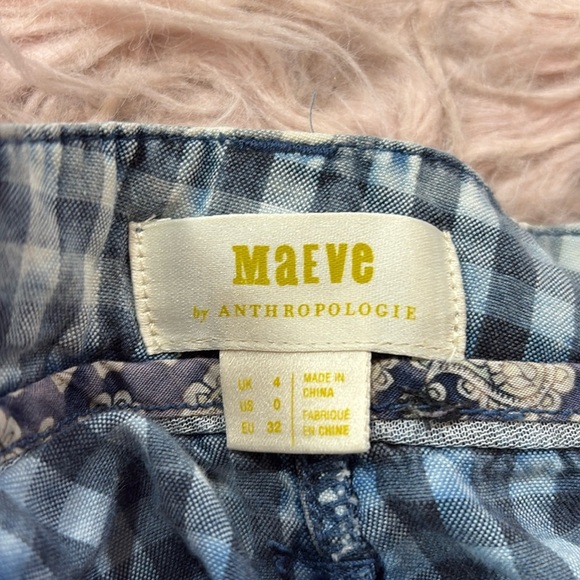 MaEVe
by ANTHROPOLOGIE
UK 4
US 0
EU 32
MADE IN
CHINA
FABRIQUÉ
EN CHINE